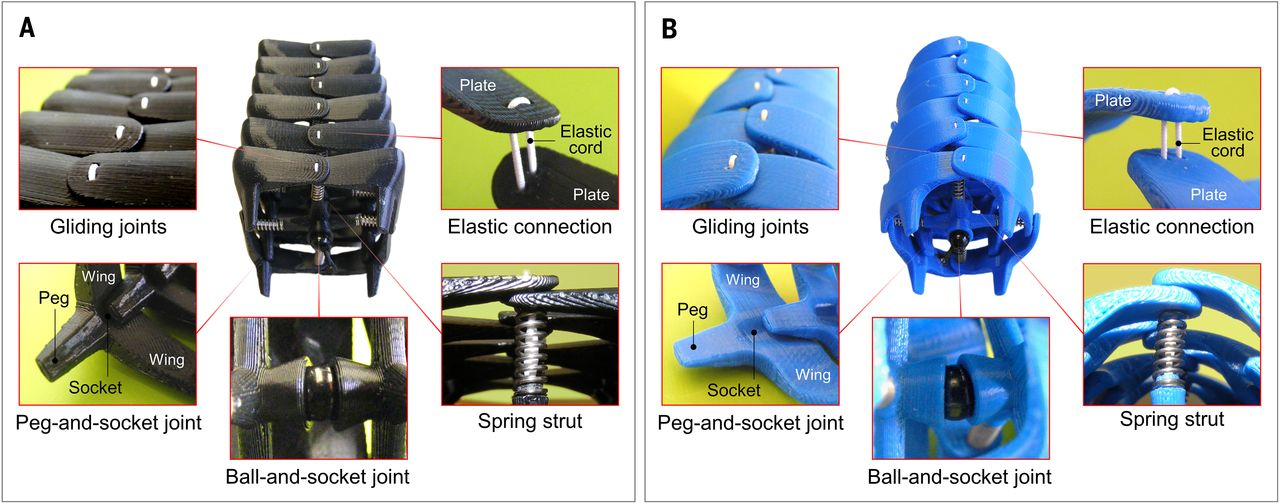 A
Gliding joints
Plate
Elastic
cord
Plate
Elastic connection
Wing
Peg
Wing
Socket
Peg-and-socket joint
Ball-and-socket joint
Spring strut
B
Gliding joints
Plate
Elastic
cord
Plate
Elastic connection
Wing
Peg
Wing
Socket
Peg-and-socket joint
Ball-and-socket joint
Spring strut